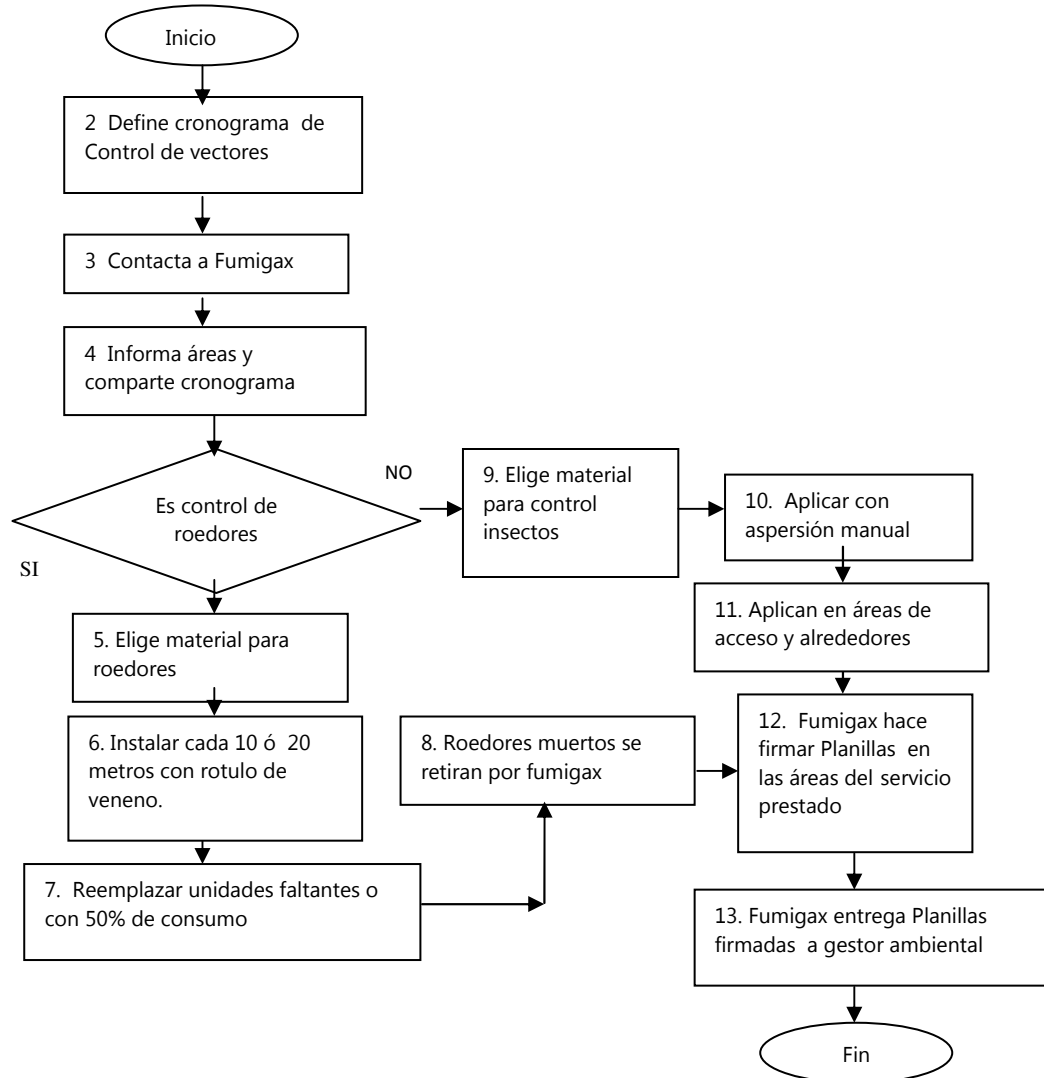 Inicio
2 Define cronograma de
Control de vectores
3 Contacta a Fumigax
4 Informa áreas y
comparte cronograma
Es control de
roedores
NO
SI
5. Elige material para
roedores
6. Instalar cada 10 ó 20
metros con rotulo de
veneno.
7. Reemplazar unidades faltantes o
con 50% de consumo
8. Roedores muertos se
retiran por fumigax
9. Elige material
para control
insectos
10. Aplicar con
aspersión manual
11. Aplican en áreas de
acceso y alrededores
12. Fumigax hace
firmar Planillas en
las áreas del servicio
prestado
13. Fumigax entrega Planillas
firmadas a gestor ambiental
Fin